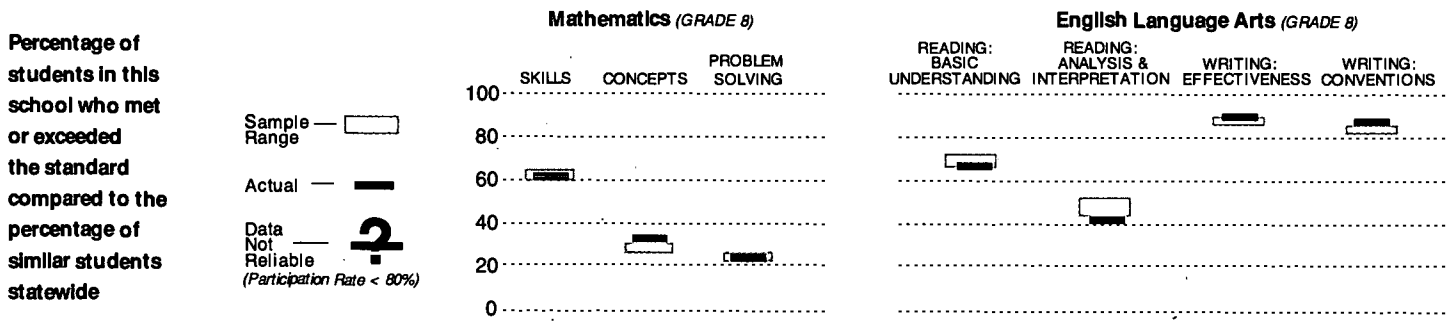 Percentage of
students in this
school who met
or exceeded
the standard
compared to the
percentage of
similar students
statewide
Sample
Range
Actual
Data
Not
Reliable
?
(Participation Rate < 80%)
Mathematics (GRADE 8)
SKILLS
CONCEPTS
PROBLEM
SOLVING
100
80
60
40
20
0
English Language Arts (GRADE 8)
READING:
BASIC
UNDERSTANDING
READING:
ANALYSIS &
INTERPRETATION
WRITING:
EFFECTIVENESS
WRITING:
CONVENTIONS